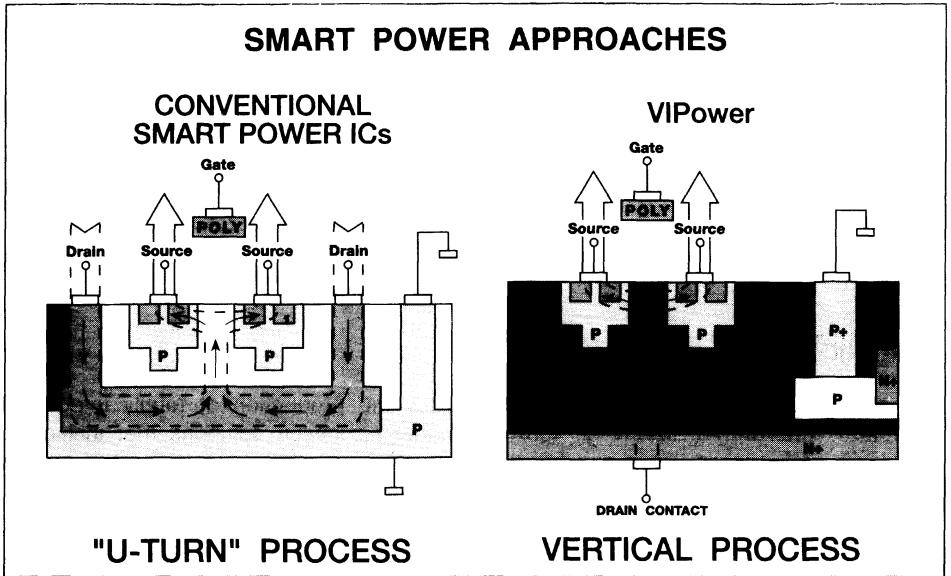 SMART POWER APPROACHES
CONVENTIONAL
SMART POWER ICs
Gate
POLY
Drain
Source
Source
Drain
P
P
P
"U-TURN" PROCESS
VIPower
Gate
POLY
Source
Source
P
P
P+
N+
P
N+
DRAIN CONTACT
VERTICAL PROCESS